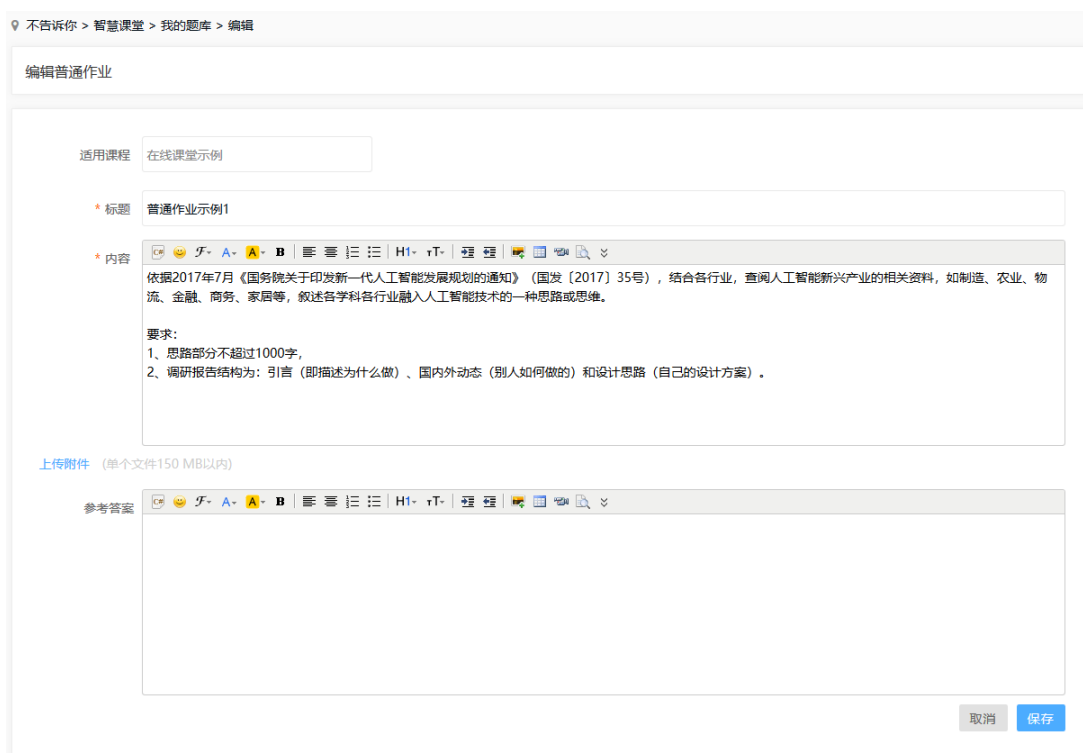 不告诉你 > 智慧课堂 > 我的题库 > 编辑
编辑普通作业
适用课程 在线课堂示例
* 标题 普通作业示例1
* 内容
C# F A A B H1 TT
依据2017年7月《国务院关于印发新一代人工智能发展规划的通知》（国发〔2017〕35号），结合各行业，查阅人工智能新兴产业的相关资料，如制造、农业、物
流、金融、商务、家居等，叙述各学科各行业融入人工智能技术的一种思路或思维。
要求：
1、思路部分不超过1000字，
2、调研报告结构为：引言（即描述为什么做）、国内外动态（别人如何做的）和设计思路（自己的设计方案）。
上传附件 (单个文件150 MB以内)
参考答案
C# F A A B H1 TT
取消 保存